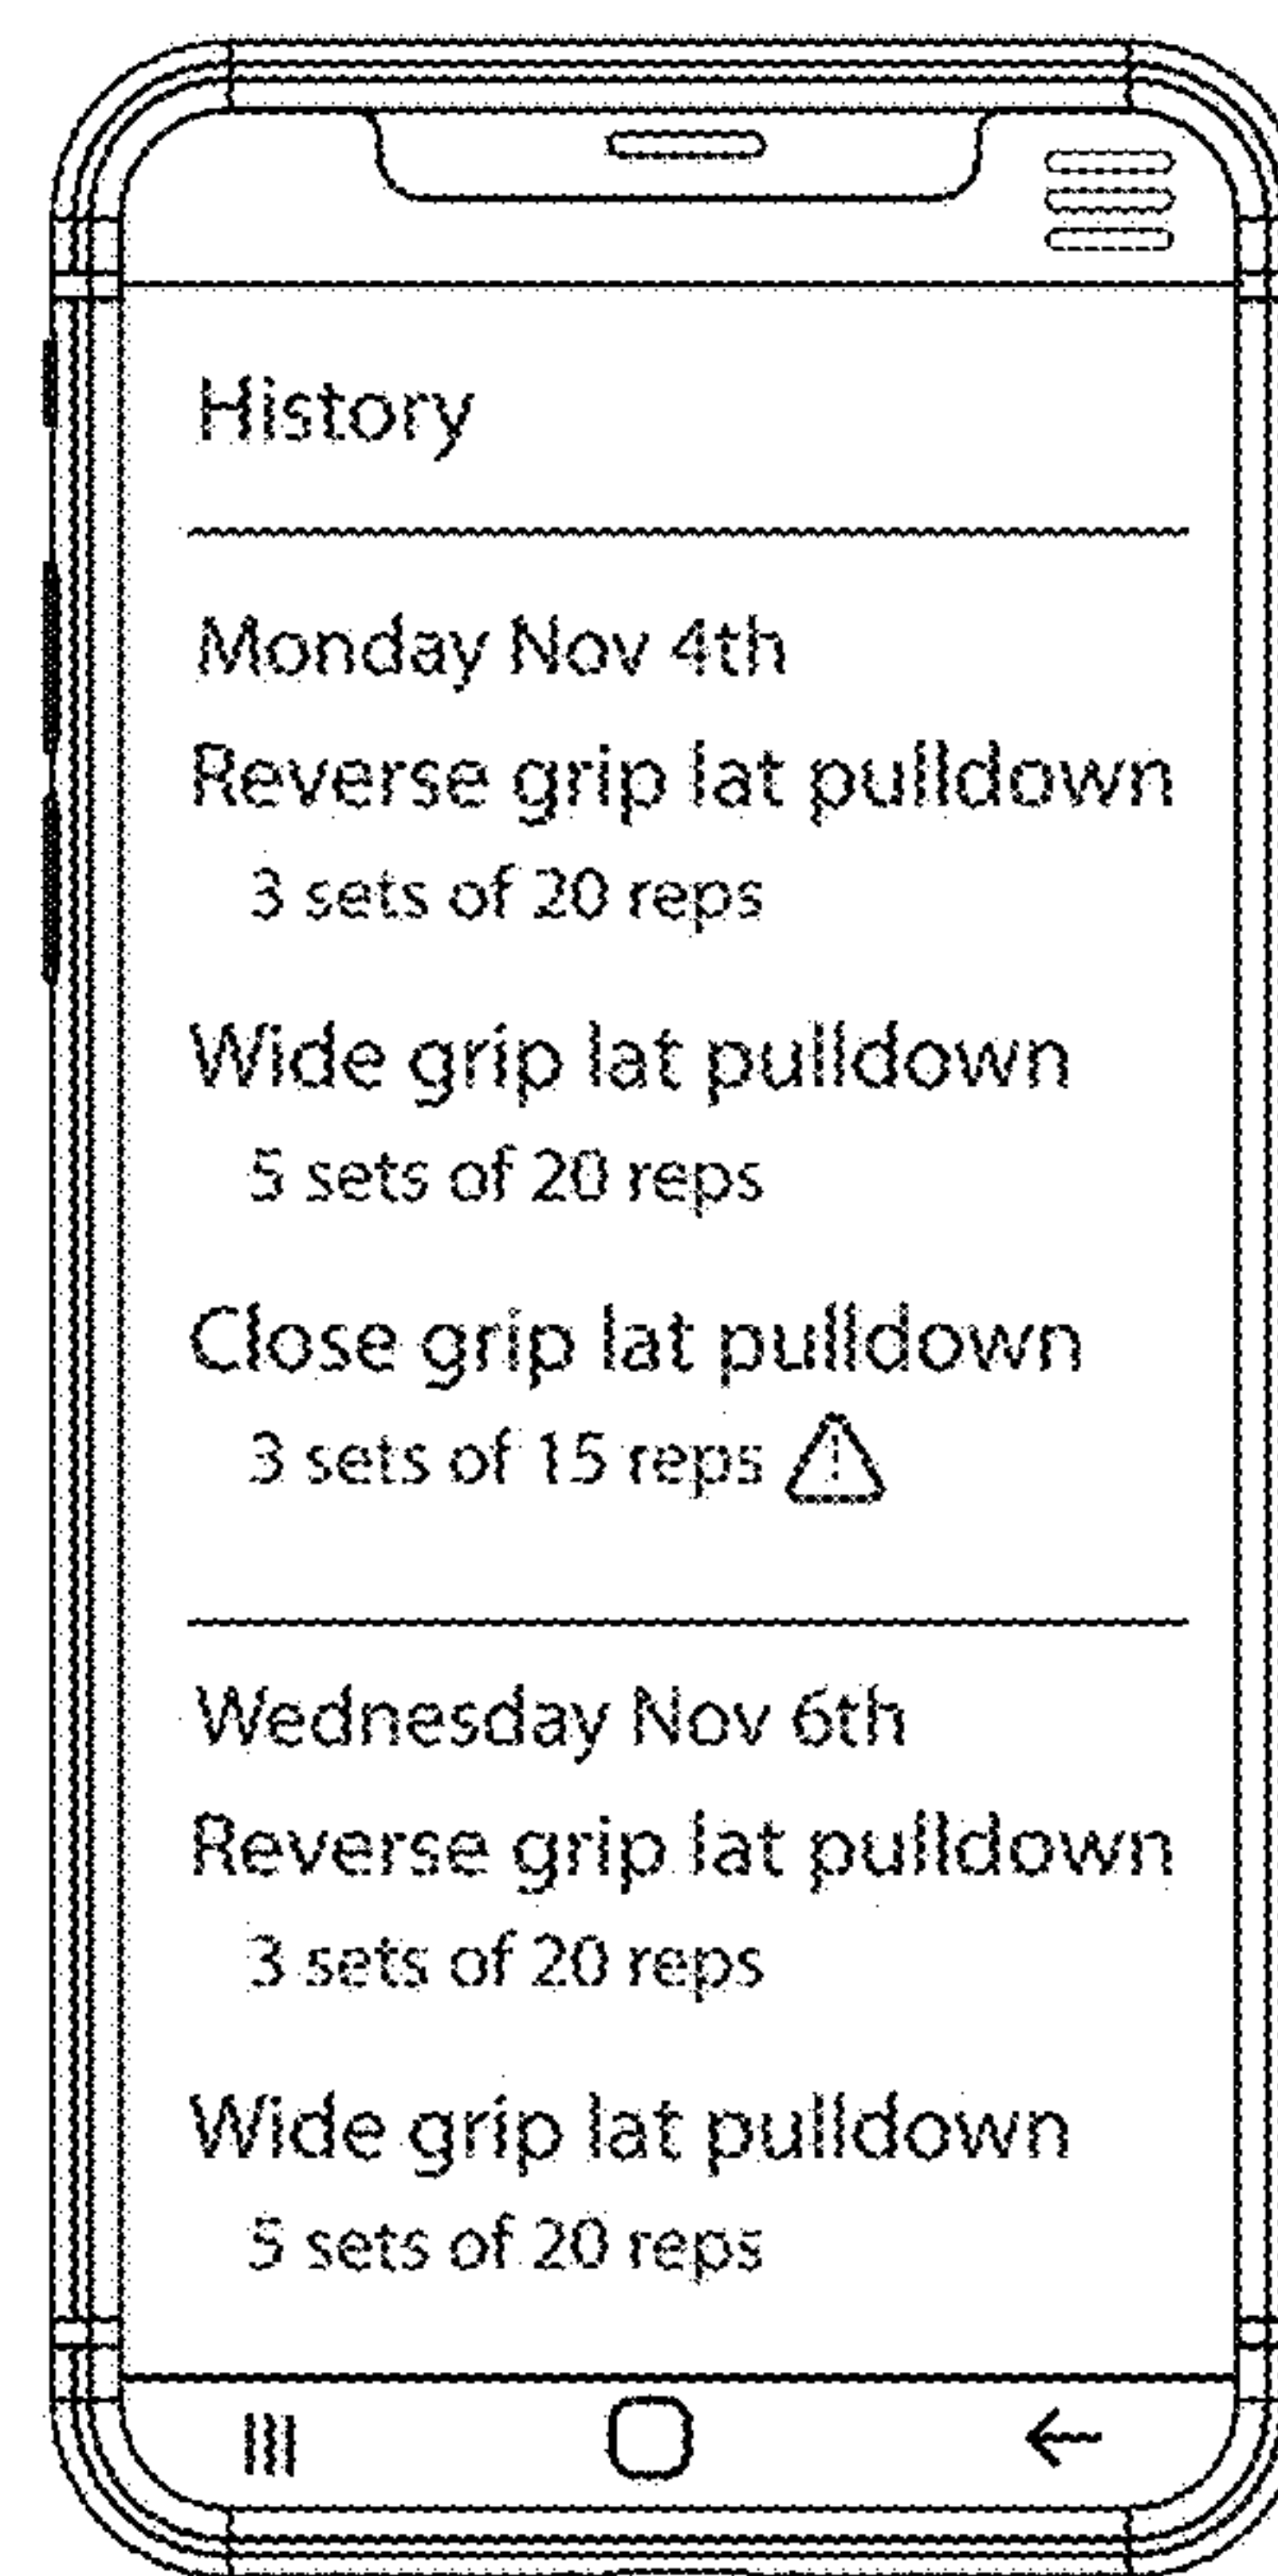 History
Monday Nov 4th
Reverse grip lat pulldown
3 sets of 20 reps
Wide grip lat pulldown
5 sets of 20 reps
Close grip lat pulldown
3 sets of 15 reps
Wednesday Nov 6th
Reverse grip lat pulldown
3 sets of 20 reps
Wide grip lat pulldown
5 sets of 20 reps